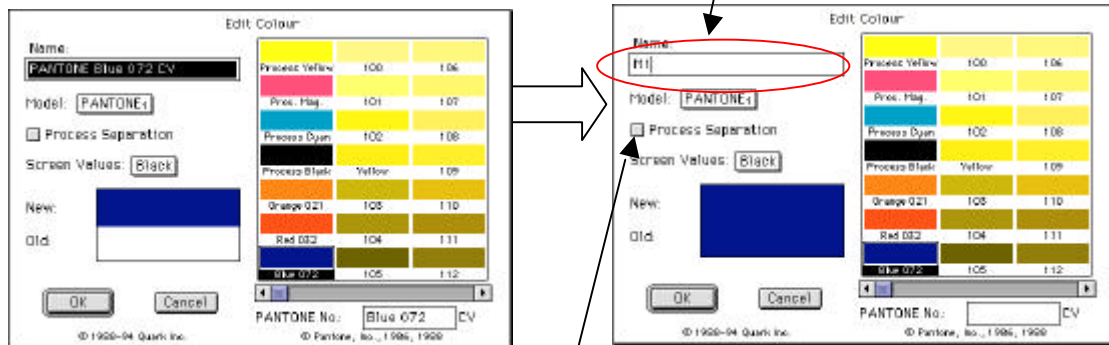 Edit Colour
Name:
PANTONE Blue 072 CV
Model: PANTONE
Process Separation
Screen Values: Black
New:
Old:
OK Cancel
© 1988-94 Quark Inc.
Process Yellow 100 106
Proc. Mag. 101 107
Process Cyan 102 108
Process Black Yellow 109
Orange 021 103 110
Red 032 104 111
Blue 072 105 112
PANTONE No.: Blue 072 CV
© Pantone, Inc., 1986, 1988
Edit Colour
Name:
M1
Model: PANTONE
Process Separation
Screen Values: Black
New:
Old:
OK Cancel
© 1988-94 Quark Inc.
Process Yellow 100 106
Proc. Mag. 101 107
Process Cyan 102 108
Process Black Yellow 109
Orange 021 103 110
Red 032 104 111
Blue 072 105 112
PANTONE No.: CV
© Pantone, Inc., 1986, 1988